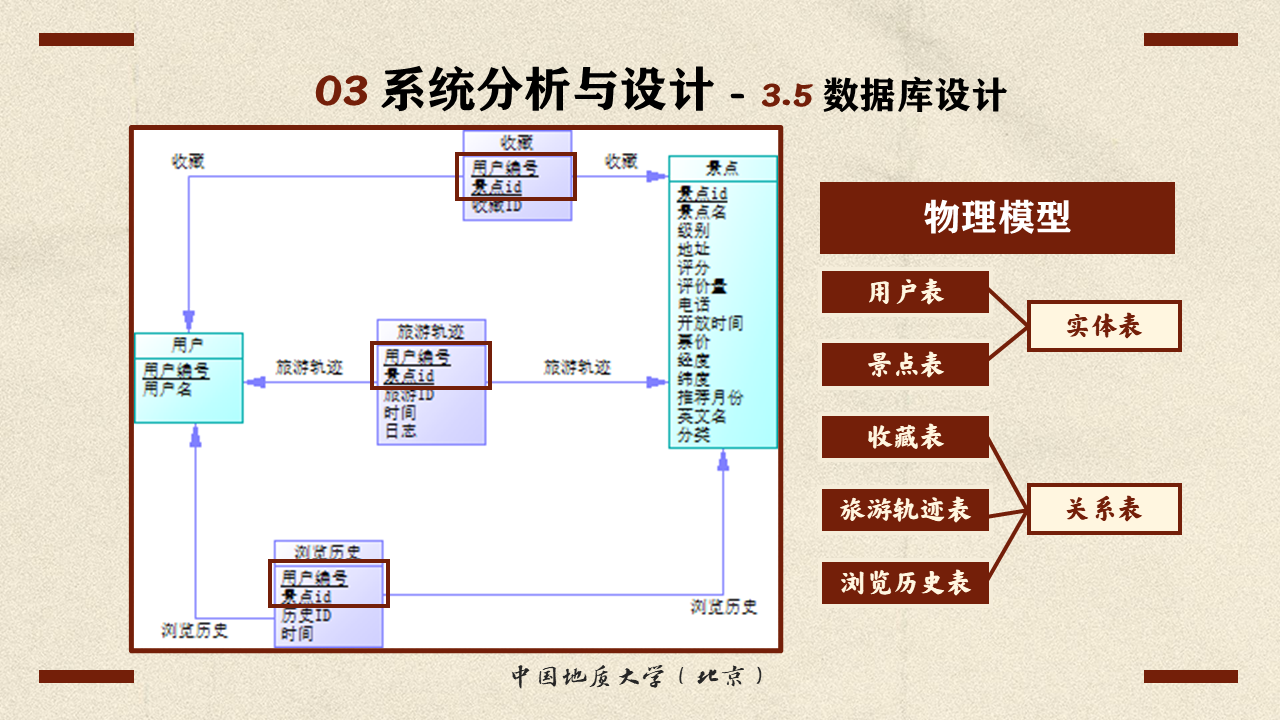 03 系统分析与设计 - 3.5 数据库设计
收藏
收藏
用户编号
景点id
收藏ID
收藏
景点
景点id
景点名
级别
地址
评分
评价量
电话
开放时间
票价
经度
纬度
推荐月份
英文名
分类
用户
用户编号
用户名
旅游轨迹
旅游轨迹
用户编号
景点id
旅游ID
时间
日志
旅游轨迹
浏览历史
浏览历史
用户编号
景点id
历史ID
时间
浏览历史
物理模型
用户表
景点表
实体表
收藏表
旅游轨迹表
浏览历史表
关系表
中国地质大学（北京）